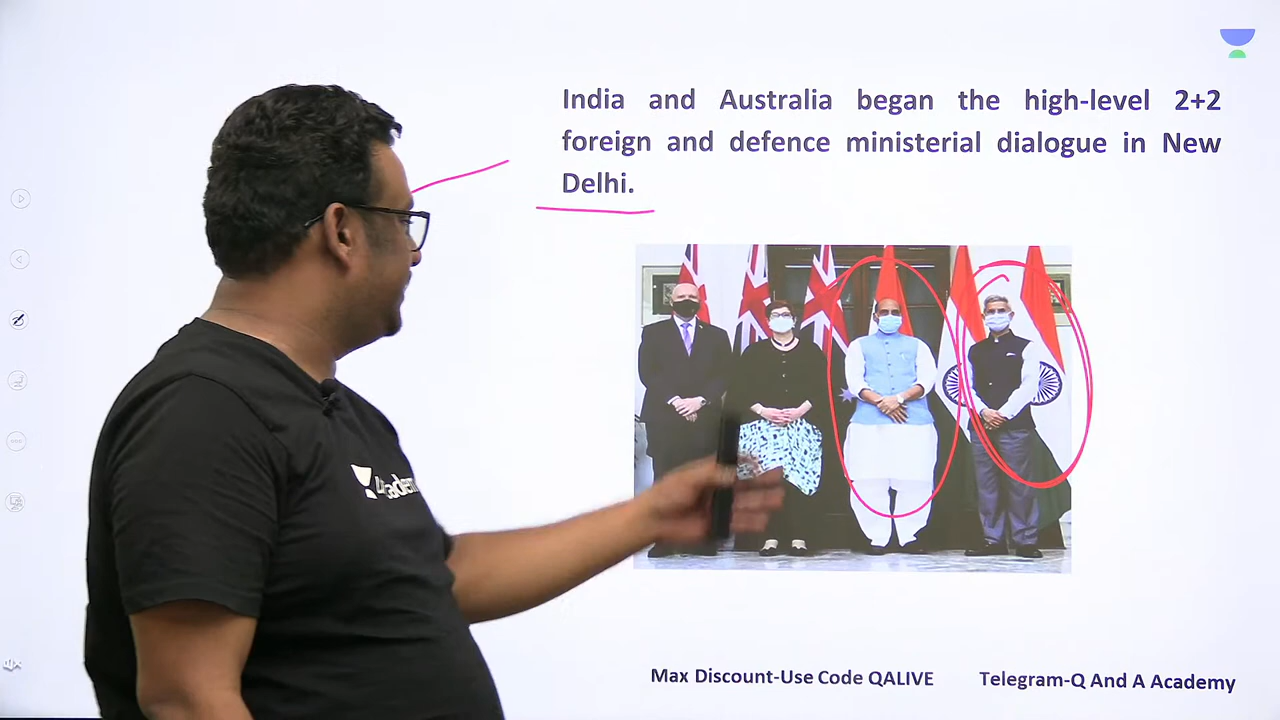 India and Australia began the high-level 2+2
foreign and defence ministerial dialogue in New
Delhi.
Max Discount-Use Code QALIVE Telegram-Q And A Academy